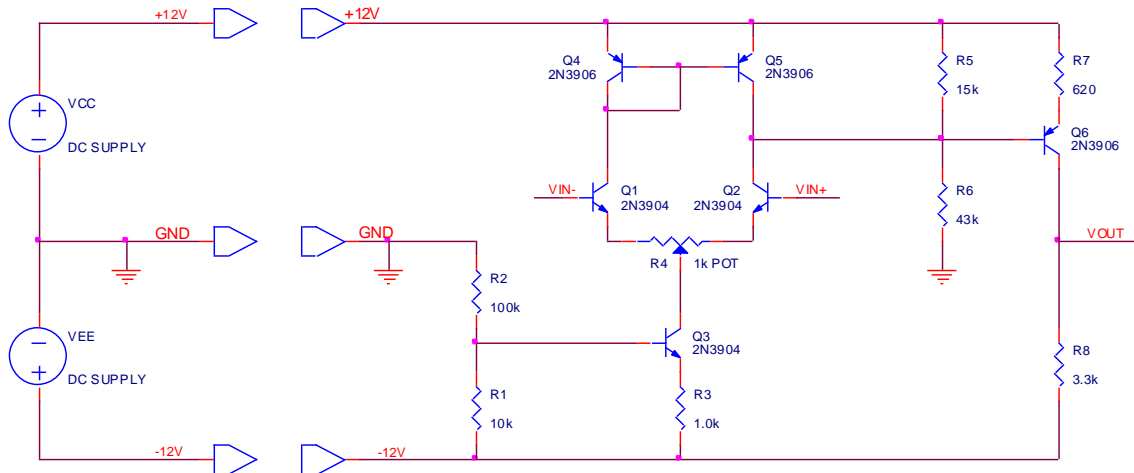 +12V
+12V
Q4
2N3906
Q5
2N3906
R5
15k
R7
620
VCC
DC SUPPLY
Q6
2N3906
VIN-
Q1
2N3904
Q2
2N3904
VIN+
R6
43k
GND
GND
VOUT
R4
1k POT
R2
100k
VEE
DC SUPPLY
Q3
2N3904
R8
3.3k
R1
10k
R3
1.0k
-12V
-12V